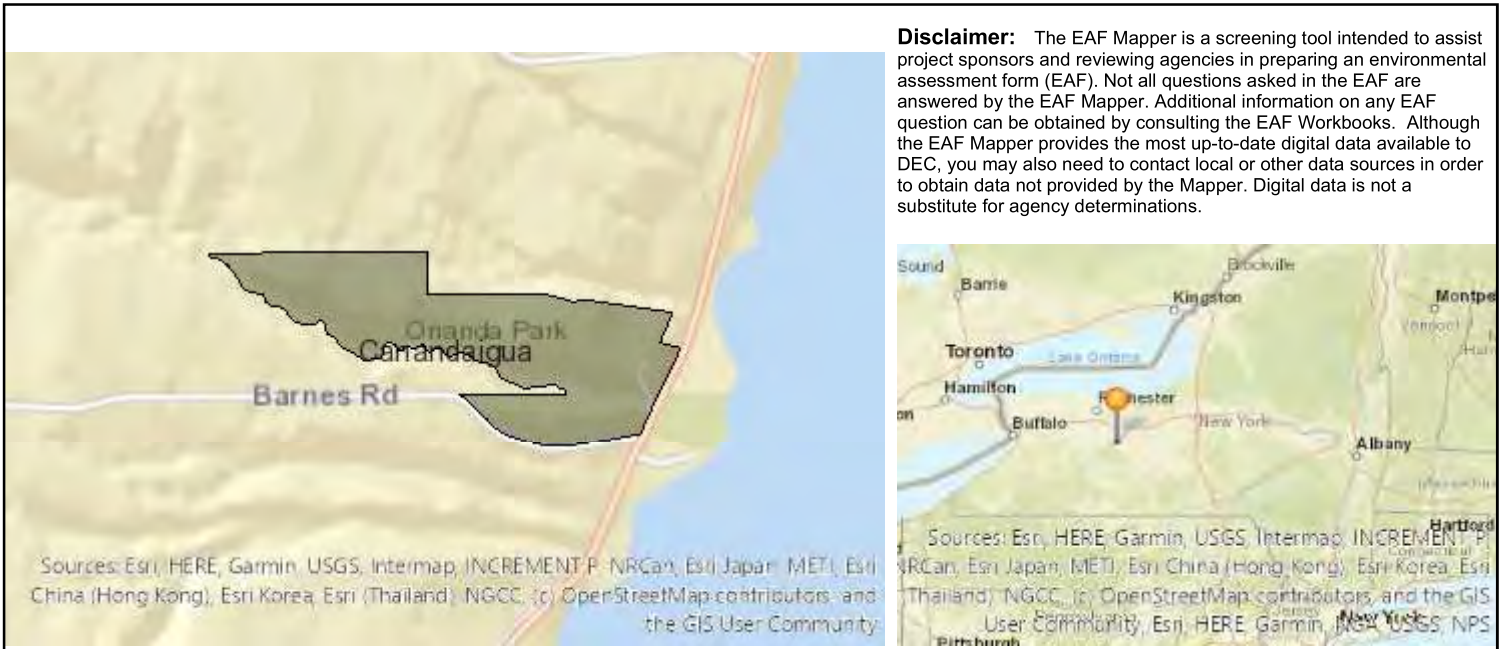 Disclaimer: The EAF Mapper is a screening tool intended to assist
project sponsors and reviewing agencies in preparing an environmental
assessment form (EAF). Not all questions asked in the EAF are
answered by the EAF Mapper. Additional information on any EAF
question can be obtained by consulting the EAF Workbooks. Although
the EAF Mapper provides the most up-to-date digital data available to
DEC, you may also need to contact local or other data sources in order
to obtain data not provided by the Mapper. Digital data is not a
substitute for agency determinations.
Onanda Park
Canandaigua
Barnes Rd
Sources: Esri, HERE, Garmin, USGS, Intermap, INCREMENT P, NRCan, Esri Japan, METI, Esri
China (Hong Kong), Esri Korea, Esri (Thailand), NGCC, (c) OpenStreetMap contributors, and
the GIS User Community
Sound
Barrie
Brockville
Kingston
Montpe
Toronto
Lake Ontario
Hamilton
on
Buffalo
New York
Albany
Hartford
Sources: Esri, HERE, Garmin, USGS, Intermap, INCREMENT P,
NRCan, Esri Japan, METI, Esri China (Hong Kong), Esri Korea, Esri
(Thailand), NGCC, (c) OpenStreetMap contributors, and the GIS
User Community, Esri, HERE, Garmin, NGA, USGS, NPS
New York
Pittsburgh